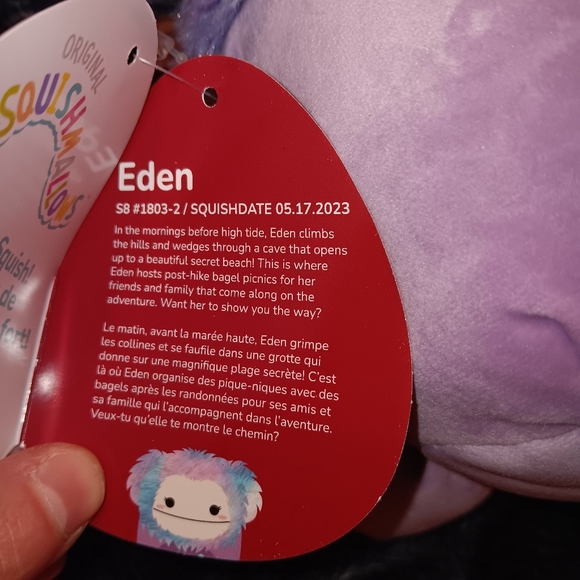 ORIGINAL
SQUISHMALLOWS
Squish!
de
fort!
Eden
S8 #1803-2 / SQUISHDATE 05.17.2023
In the mornings before high tide, Eden climbs
the hills and wedges through a cave that opens
up to a beautiful secret beach! This is where
Eden hosts post-hike bagel picnics for her
friends and family that come along on the
adventure. Want her to show you the way?
Le matin, avant la marée haute, Eden grimpe
les collines et se faufile dans une grotte qui
donne sur une magnifique plage secrète! C'est
là où Eden organise des pique-niques avec des
bagels après les randonnées pour ses amis et
sa famille qui l'accompagnent dans l'aventure.
Veux-tu qu'elle te montre le chemin?